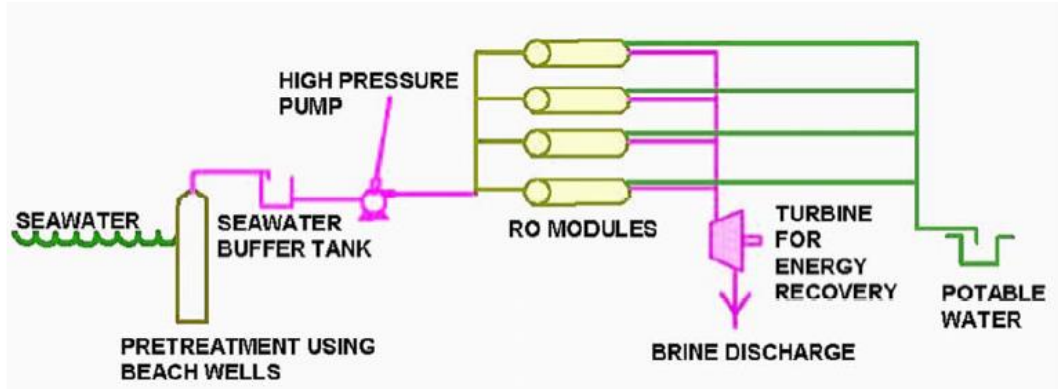 HIGH PRESSURE
PUMP
SEAWATER
SEAWATER
BUFFER TANK
PRETREATMENT USING
BEACH WELLS
RO MODULES
TURBINE
FOR
ENERGY
RECOVERY
BRINE DISCHARGE
POTABLE
WATER